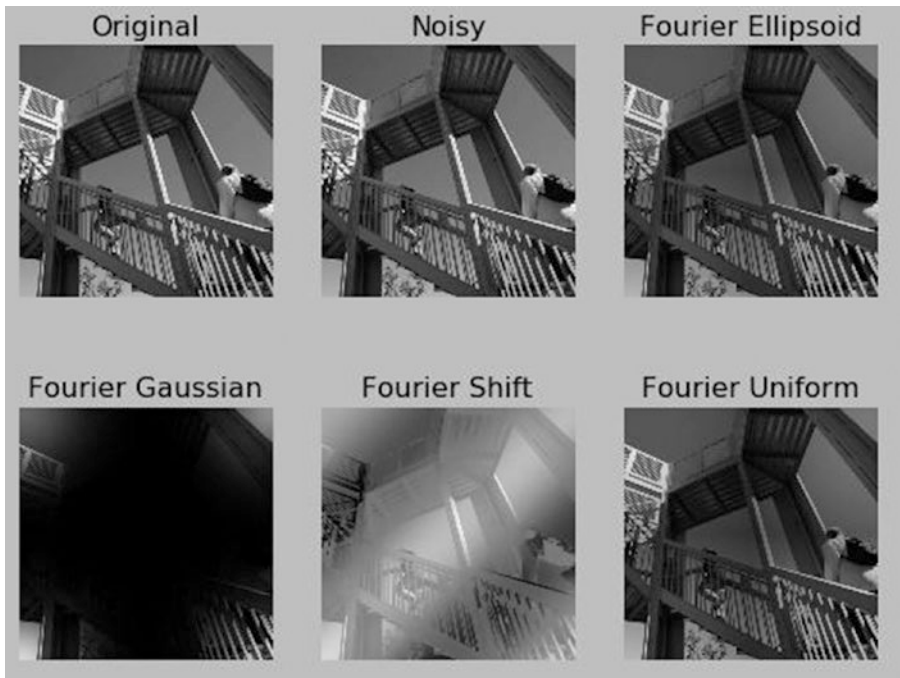 Original
Noisy
Fourier Ellipsoid
Fourier Gaussian
Fourier Shift
Fourier Uniform